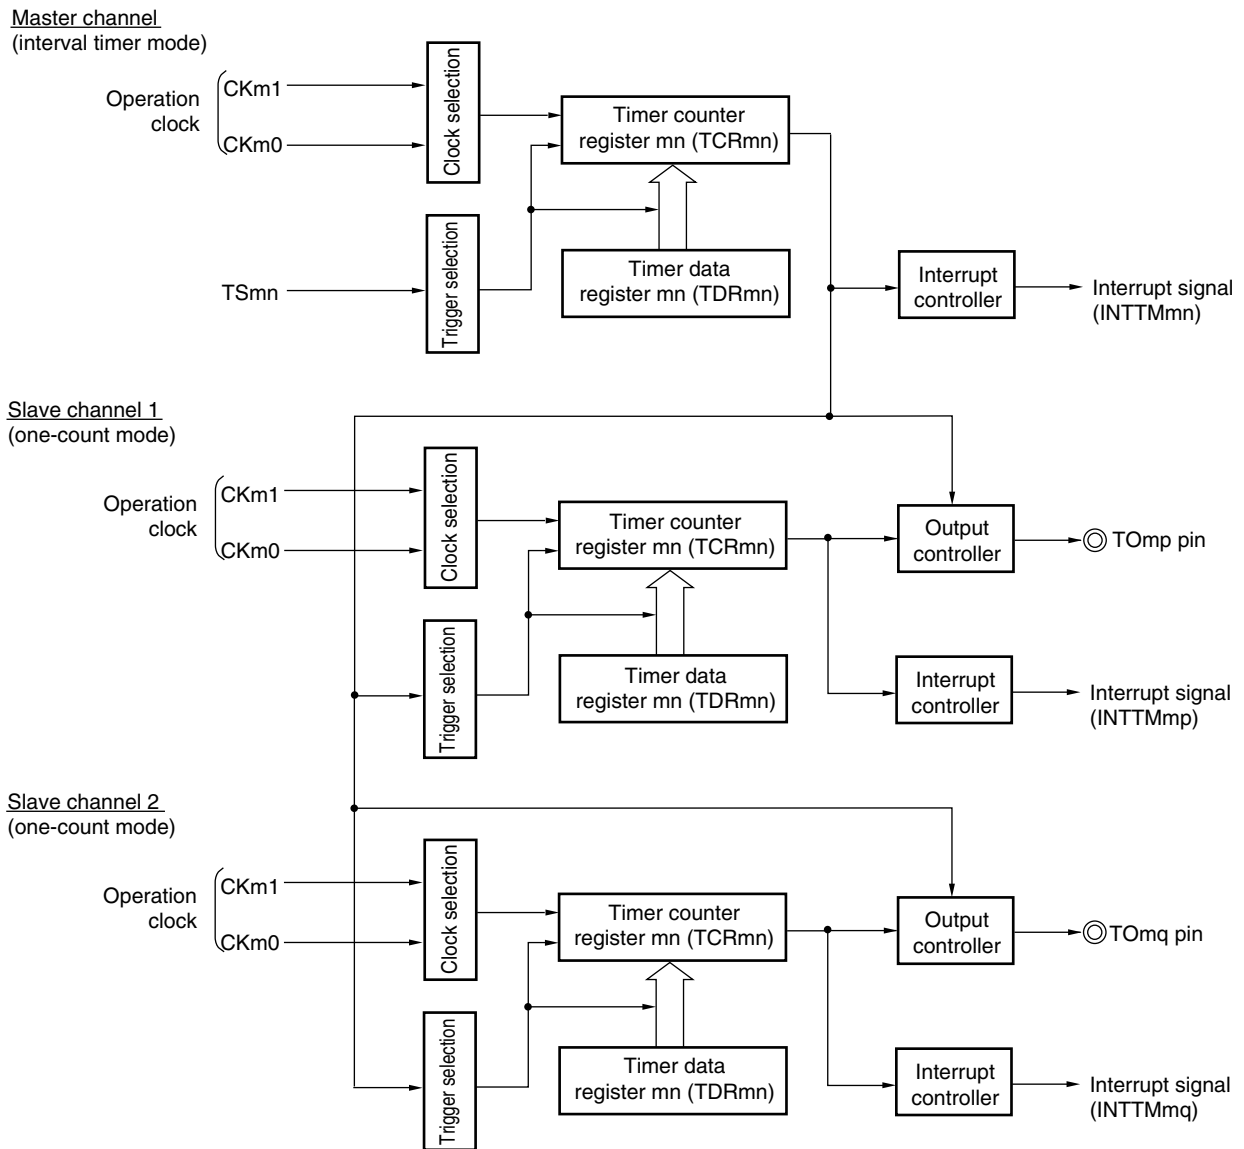 Master channel
(interval timer mode)
Operation
clock
CKm1
CKm0
Clock selection
Timer counter
register mn (TCRmn)
TSmn
Trigger selection
Timer data
register mn (TDRmn)
Interrupt
controller
Interrupt signal
(INTTMmn)
Slave channel 1
(one-count mode)
Operation
clock
CKm1
CKm0
Clock selection
Timer counter
register mn (TCRmn)
Output
controller
TOmp pin
Trigger selection
Timer data
register mn (TDRmn)
Interrupt
controller
Interrupt signal
(INTTMmp)
Slave channel 2
(one-count mode)
Operation
clock
CKm1
CKm0
Clock selection
Timer counter
register mn (TCRmn)
Output
controller
TOmq pin
Trigger selection
Timer data
register mn (TDRmn)
Interrupt
controller
Interrupt signal
(INTTMmq)